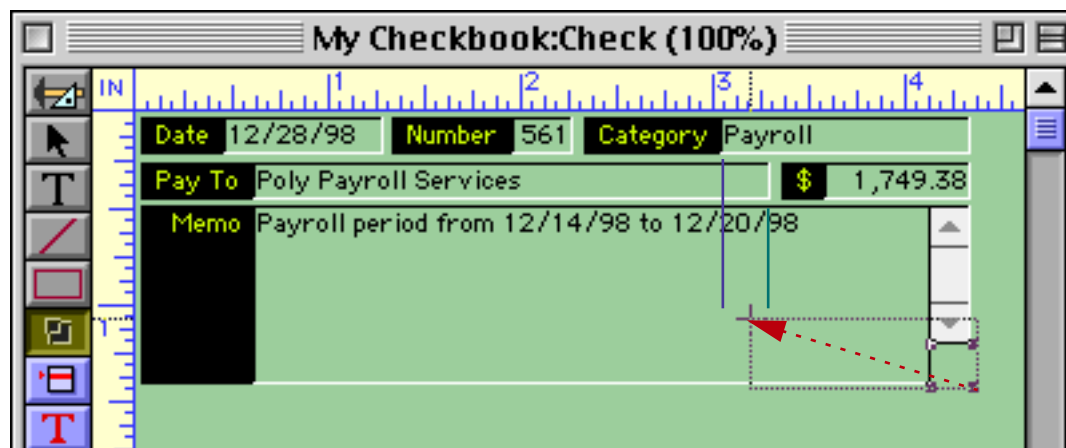 My Checkbook:Check (100%)
IN 1 2 3 4
Date 12/28/98 Number 561 Category Payroll
T Pay To Poly Payroll Services $ 1,749.38
Memo Payroll period from 12/14/98 to 12/20/98
1
T